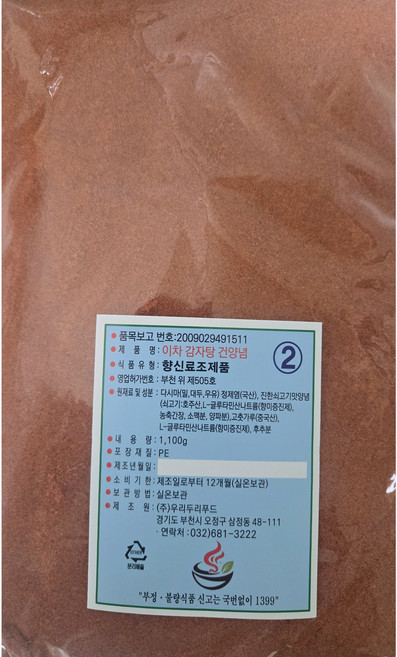 • 품목보고 번호:2009029491511
• 제 품 명:이차 감자탕 건양념
②
• 식 품 유 형:향신료조제품
• 영업허가번호 : 부천 위 제505호
• 원재료 및 성분 : 다시마(밀,대두,우유) 정제염(국산), 진한쇠고기맛양념
(쇠고기:호주산,L-글루타민산나트륨(향미증진제),
농축간장, 소맥분, 양파분),고춧가루(중국산),
L-글루타민산나트륨(향미증진제), 후추분
• 내 용 량 : 1,100g
• 포 장 재 질 : PE
• 제조년월일 :
• 소 비 기 한 : 제조일로부터 12개월(실온보관)
• 보 관 방 법 : 실온보관
• 제 조 원 : (주)우리두리푸드
경기도 부천시 오정구 삼정동 48-111
· 연락처 : 032)681-3222
OTHER
분리배출
"부정·불량식품 신고는 국번없이 1399"